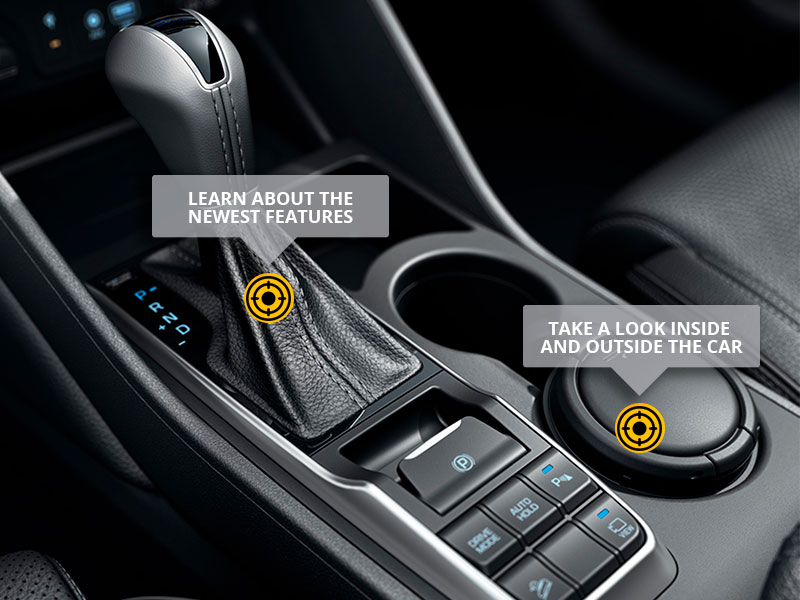 LEARN ABOUT THE
NEWEST FEATURES
P
R
N
+ D
-
TAKE A LOOK INSIDE
AND OUTSIDE THE CAR
P
P
AUTO
HOLD
DRIVE
MODE
VIEW